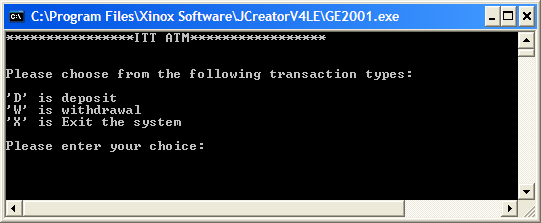 C:\Program Files\Xinox Software\JCreatorV4LE\GE2001.exe
****************ITT ATM*****************
Please choose from the following transaction types:
'D' is deposit
'W' is withdrawal
'X' is Exit the system
Please enter your choice: